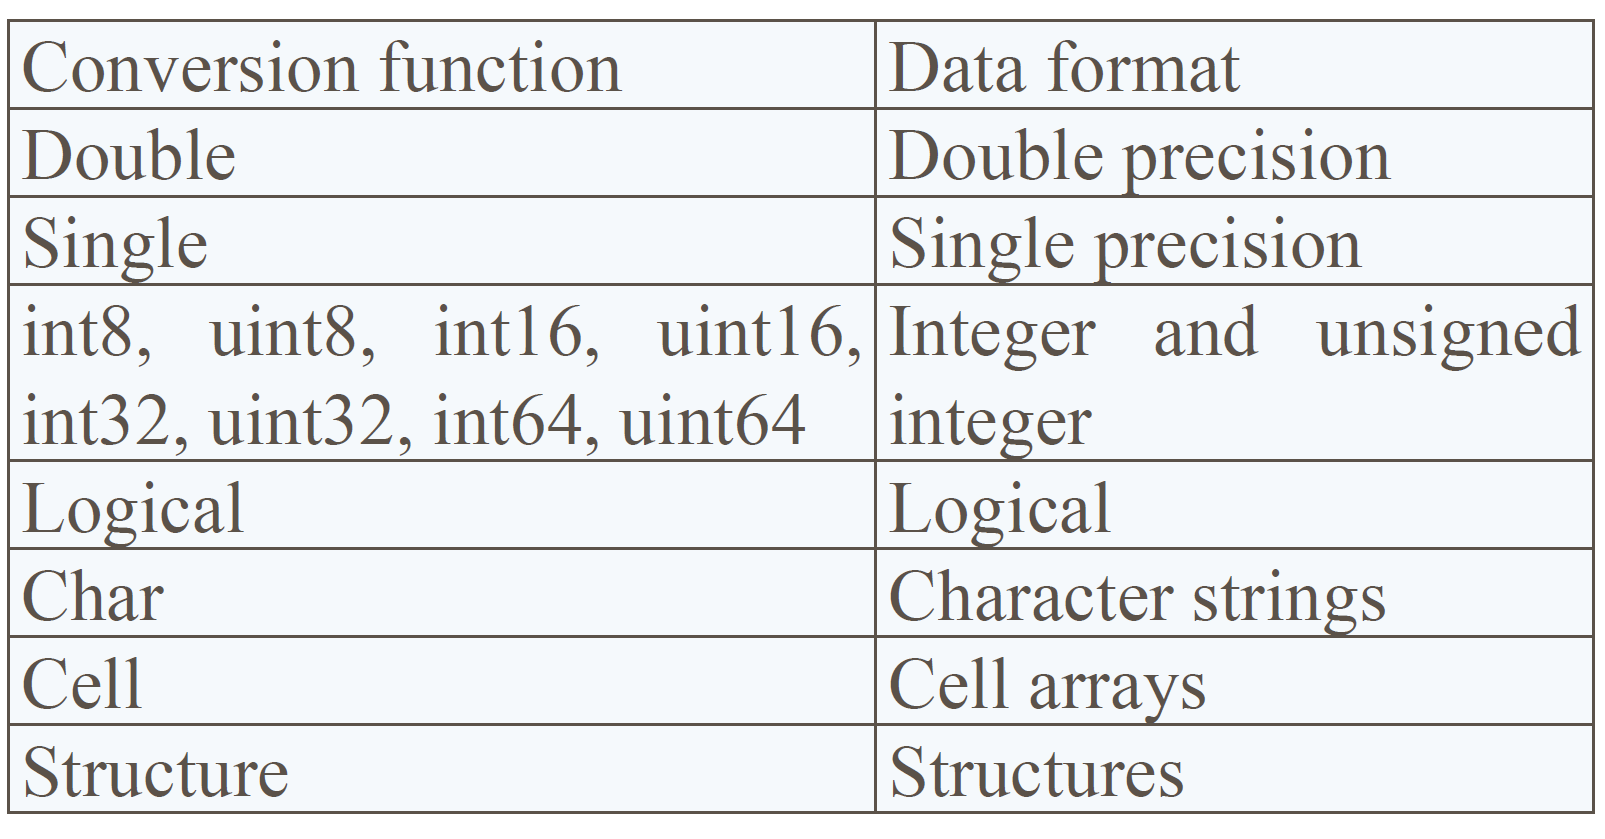 Conversion function Data format
Double Double precision
Single Single precision
int8, uint8, int16, uint16, Integer and unsigned
int32, uint32, int64, uint64 integer
Logical Logical
Char Character strings
Cell Cell arrays
Structure Structures